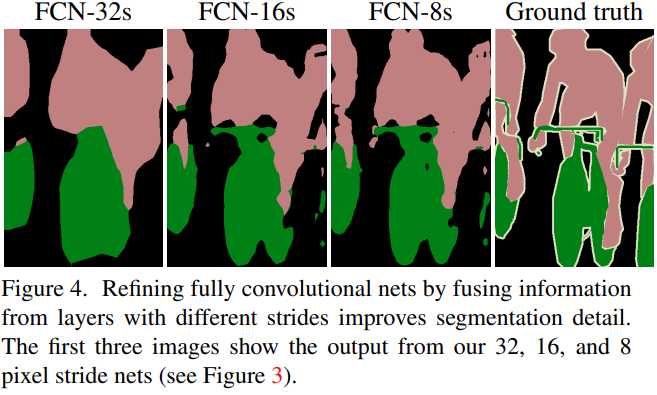 FCN-32s FCN-16s FCN-8s Ground truth
Figure 4. Refining fully convolutional nets by fusing information
from layers with different strides improves segmentation detail.
The first three images show the output from our 32, 16, and 8
pixel stride nets (see Figure 3).